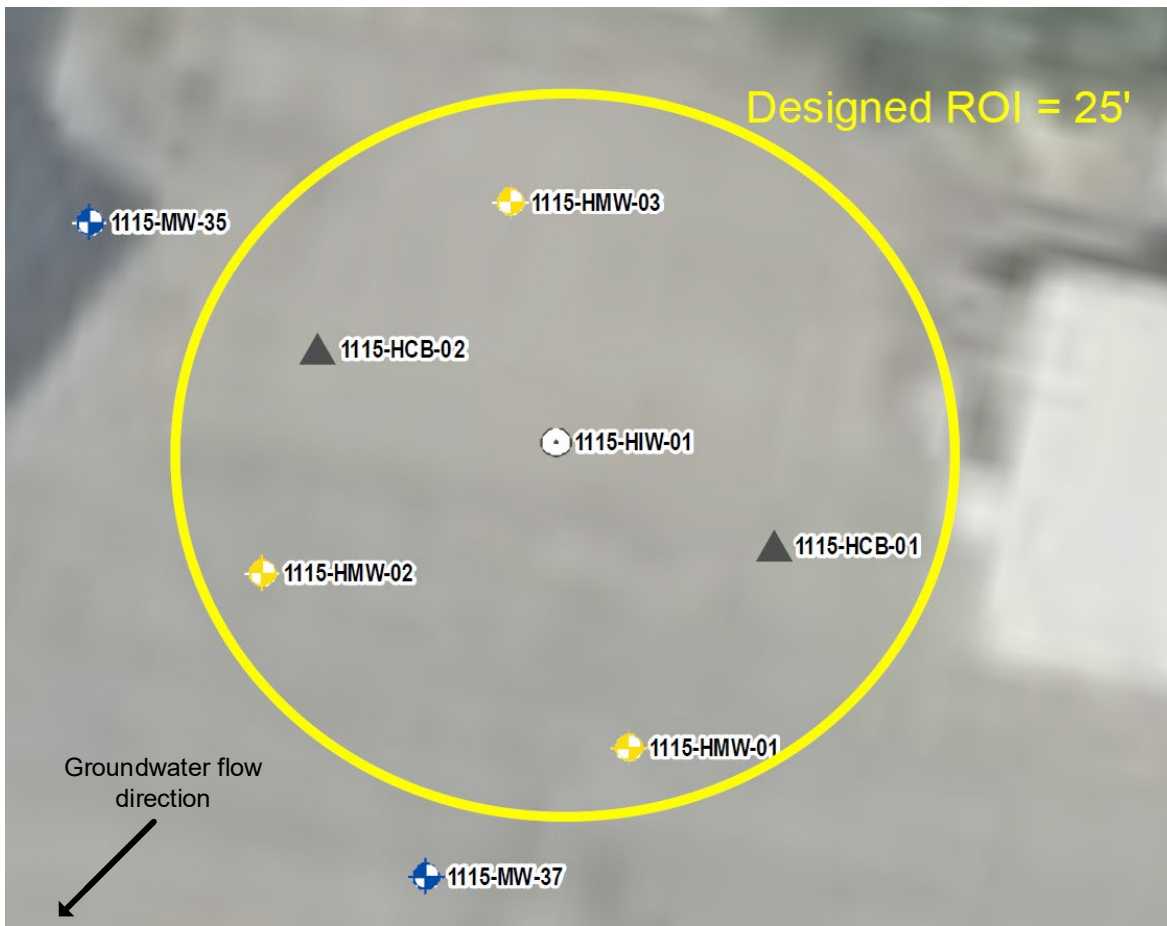 Designed ROI = 25'
1115-HMW-03
1115-MW-35
1115-HCB-02
1115-HIW-01
1115-HCB-01
1115-HMW-02
1115-HMW-01
Groundwater flow
direction
1115-MW-37